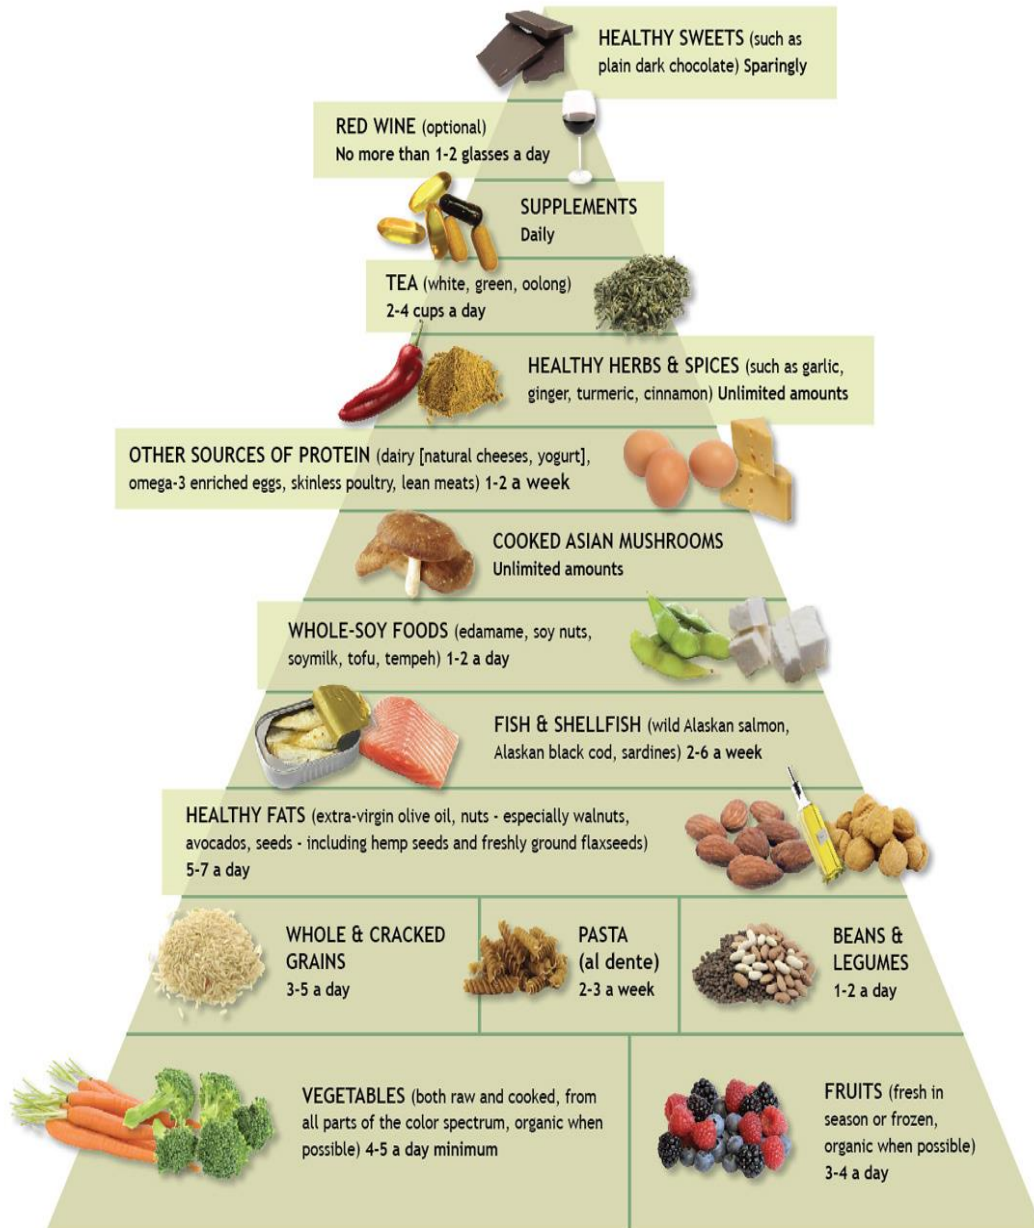 HEALTHY SWEETS (such as
plain dark chocolate) Sparingly
RED WINE (optional)
No more than 1-2 glasses a day
SUPPLEMENTS
Daily
TEA (white, green, oolong)
2-4 cups a day
HEALTHY HERBS & SPICES (such as garlic,
ginger, turmeric, cinnamon) Unlimited amounts
OTHER SOURCES OF PROTEIN (dairy [natural cheeses, yogurt],
omega-3 enriched eggs, skinless poultry, lean meats) 1-2 a week
COOKED ASIAN MUSHROOMS
Unlimited amounts
WHOLE-SOY FOODS (edamame, soy nuts,
soymilk, tofu, tempeh) 1-2 a day
FISH & SHELLFISH (wild Alaskan salmon,
Alaskan black cod, sardines) 2-6 a week
HEALTHY FATS (extra-virgin olive oil, nuts - especially walnuts,
avocados, seeds - including hemp seeds and freshly ground flaxseeds)
5-7 a day
WHOLE & CRACKED
GRAINS
3-5 a day
PASTA
(al dente)
2-3 a week
BEANS &
LEGUMES
1-2 a day
VEGETABLES (both raw and cooked, from
all parts of the color spectrum, organic when
possible) 4-5 a day minimum
FRUITS (fresh in
season or frozen,
organic when possible)
3-4 a day